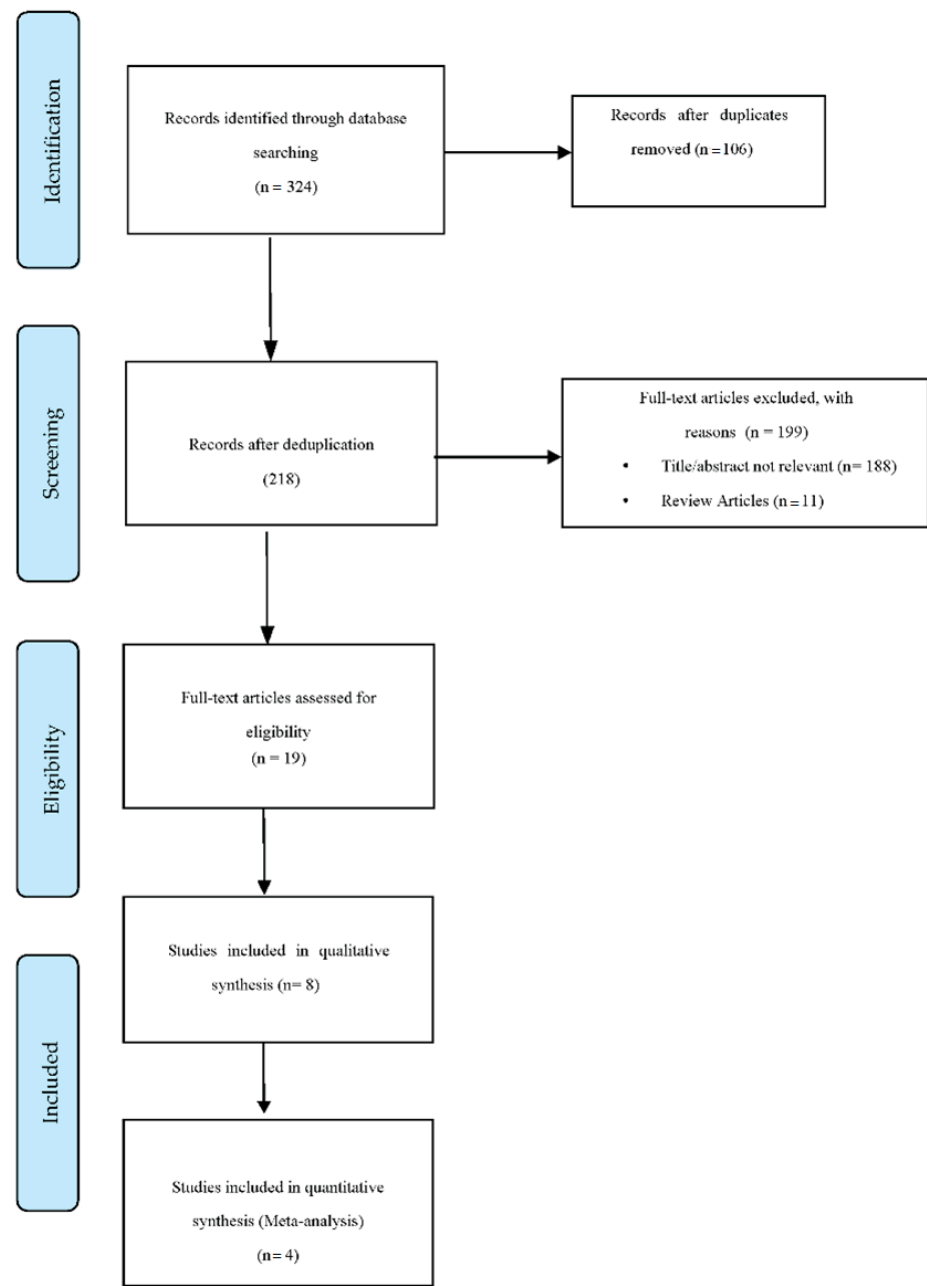 Identification
Records identified through database
searching
(n = 324)
Records after duplicates
removed (n =106)
Screening
Records after deduplication
(218)
Full-text articles excluded, with
reasons (n = 199)
• Title/abstract not relevant (n= 188)
• Review Articles (n =11)
Eligibility
Full-text articles assessed for
eligibility
(n = 19)
Included
Studies included in qualitative
synthesis (n= 8)
Studies included in quantitative
synthesis (Meta-analysis)
(n= 4)